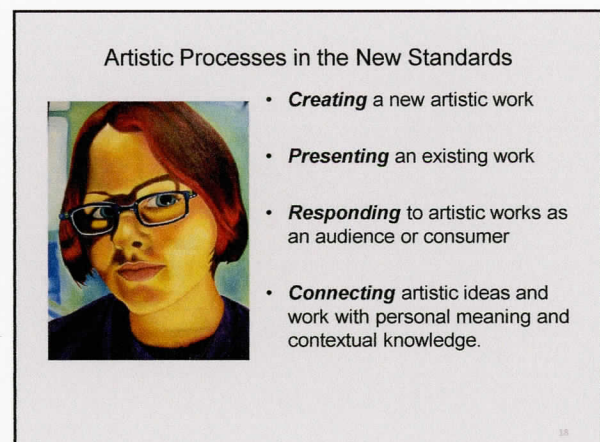 Artistic Processes in the New Standards
• Creating a new artistic work
• Presenting an existing work
• Responding to artistic works as
an audience or consumer
• Connecting artistic ideas and
work with personal meaning and
contextual knowledge.